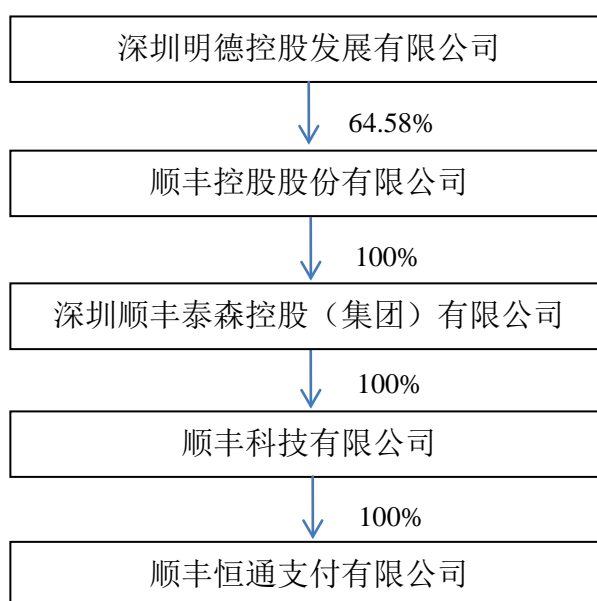 深圳明德控股发展有限公司
64.58%
顺丰控股股份有限公司
100%
深圳顺丰泰森控股（集团）有限公司
100%
顺丰科技有限公司
100%
顺丰恒通支付有限公司